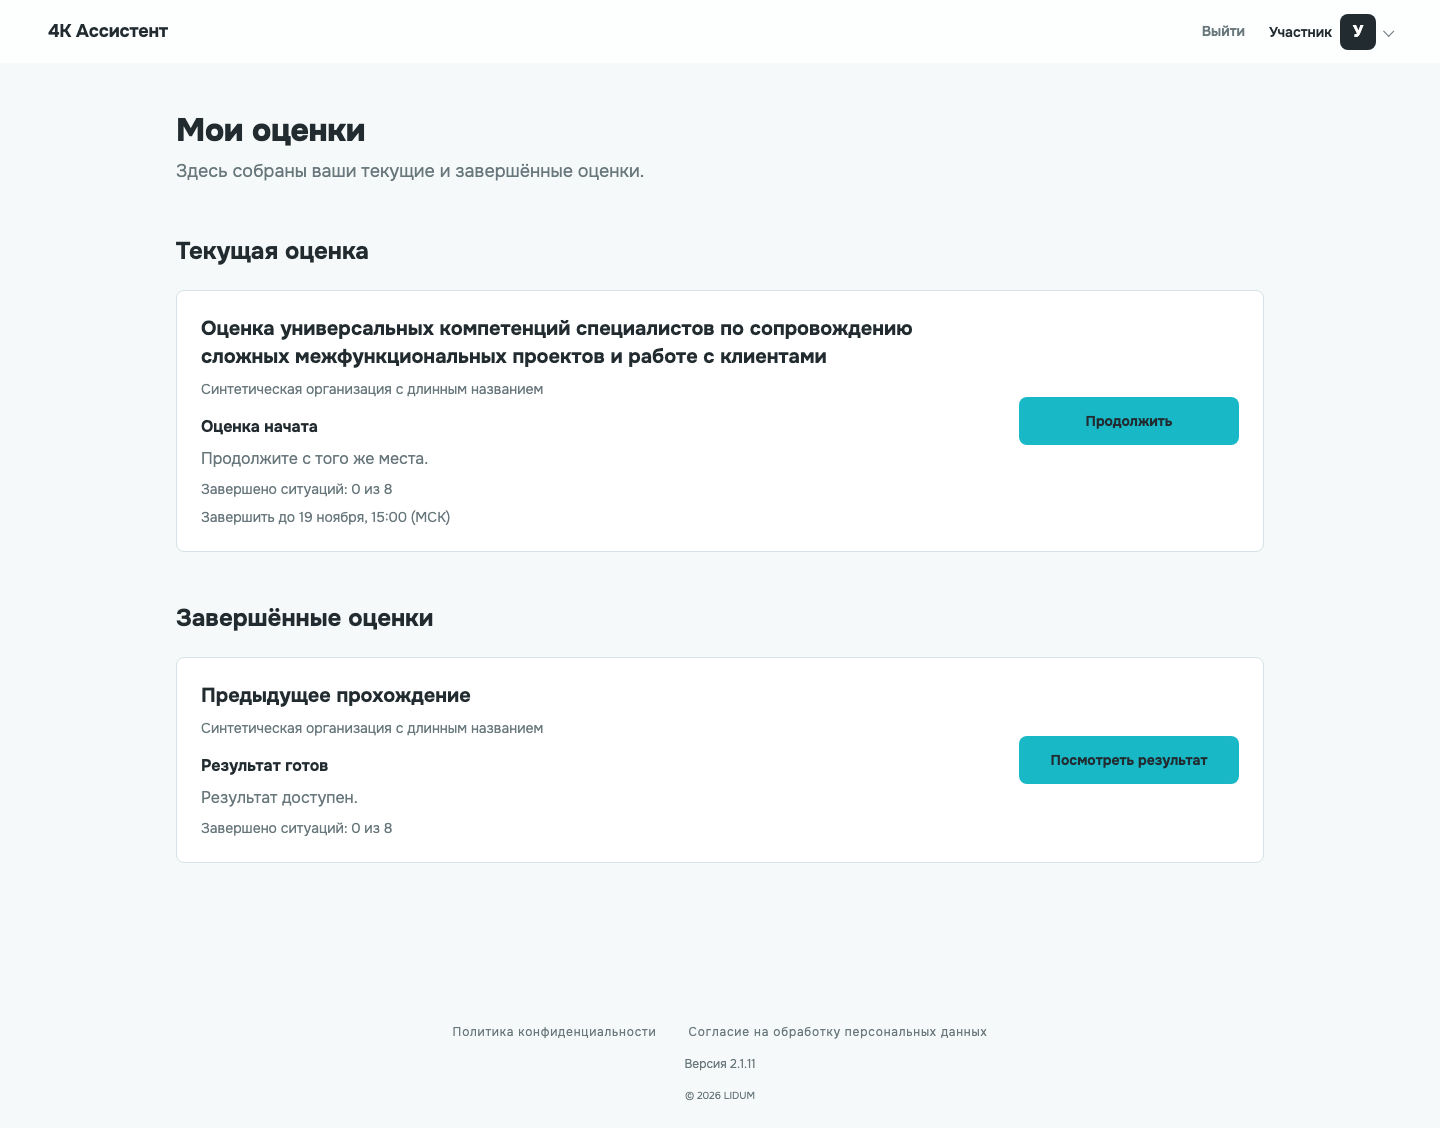 4K Ассистент
Выйти
Участник
У
Мои оценки
Здесь собраны ваши текущие и завершённые оценки.
Текущая оценка
Оценка универсальных компетенций специалистов по сопровождению
сложных межфункциональных проектов и работе с клиентами
Синтетическая организация с длинным названием
Оценка начата
Продолжите с того же места.
Завершено ситуаций: 0 из 8
Завершить до 19 ноября, 15:00 (МСК)
Продолжить
Завершённые оценки
Предыдущее прохождение
Синтетическая организация с длинным названием
Результат готов
Результат доступен.
Завершено ситуаций: 0 из 8
Посмотреть результат
Политика конфиденциальности
Согласие на обработку персональных данных
Версия 2.1.11
© 2026 LIDUM